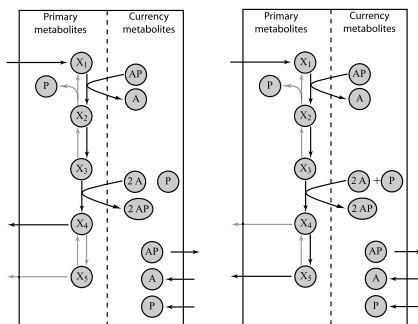 Primary
metabolites
Currency
metabolites
X1
P
AP
A
X2
X3
2 A
P
2 AP
X4
AP
X5
A
P
Primary
metabolites
Currency
metabolites
X1
P
AP
A
X2
X3
2 A + P
2 AP
X4
AP
X5
A
P